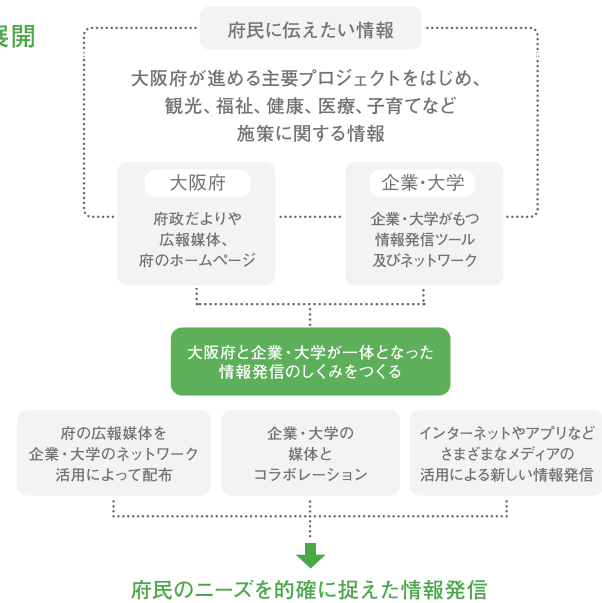 展開
府民に伝えたい情報
大阪府が進める主要プロジェクトをはじめ、
観光、福祉、健康、医療、子育てなど
施策に関する情報
大阪府
府政だよりや
広報媒体、
府のホームページ
企業・大学
企業・大学がもつ
情報発信ツール
及びネットワーク
大阪府と企業・大学が一体となった
情報発信のしくみをつくる
府の広報媒体を
企業・大学のネットワーク
活用によって配布
企業・大学の
媒体と
コラボレーション
インターネットやアプリなど
さまざまなメディアの
活用による新しい情報発信
府民のニーズを的確に捉えた情報発信